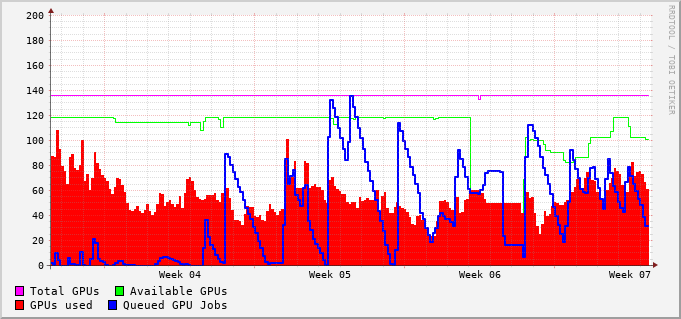 200
180
160
140
120
100
80
60
40
20
0
Week 04 Week 05 Week 06 Week 07
Total GPUs Available GPUs
GPUs used Queued GPU Jobs
RRDTOOL / TOBI OETIKER